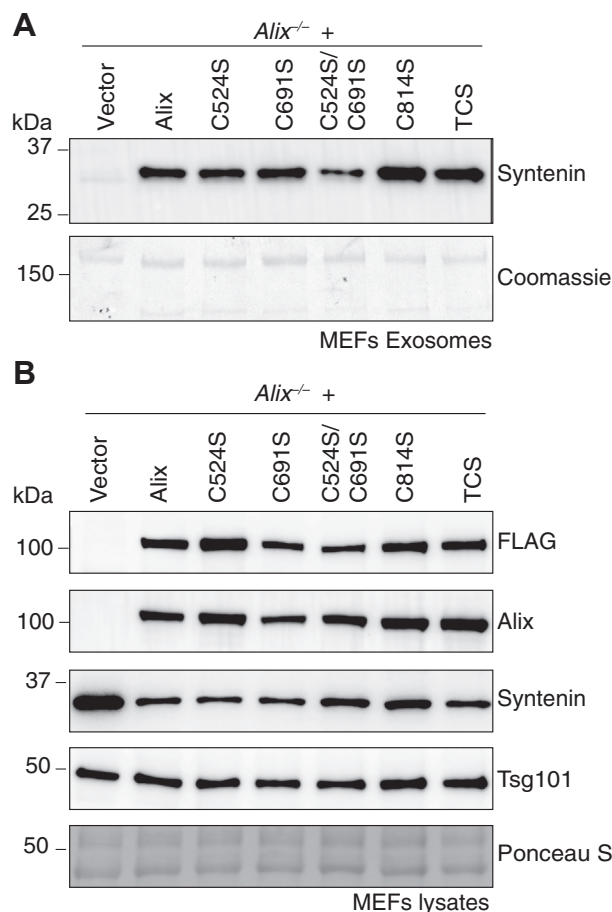 A
Alix–/– +
Vector
Alix
C524S
C691S
C524S/
C691S
C814S
TCS
kDa
37
25
Syntenin
150
Coomassie
MEFs Exosomes
B
Alix–/– +
Vector
Alix
C524S
C691S
C524S/
C691S
C814S
TCS
kDa
100
FLAG
100
Alix
37
Syntenin
50
Tsg101
50
Ponceau S
MEFs lysates